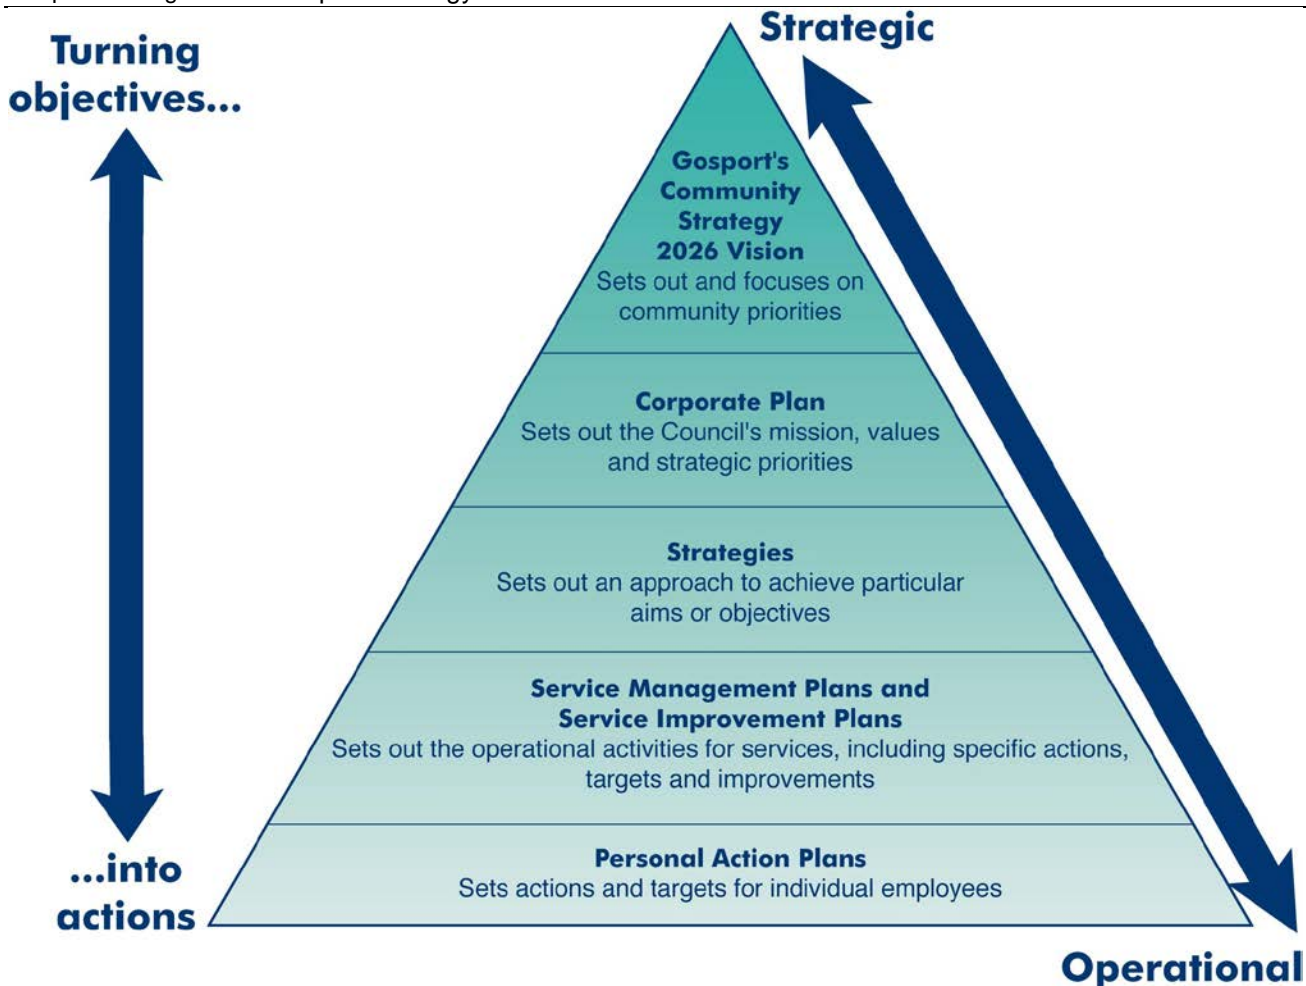 Turning
objectives...
Strategic
Gosport's
Community
Strategy
2026 Vision
Sets out and focuses on
community priorities
Corporate Plan
Sets out the Council's mission, values
and strategic priorities
Strategies
Sets out an approach to achieve particular
aims or objectives
Service Management Plans and
Service Improvement Plans
Sets out the operational activities for services, including specific actions,
targets and improvements
Personal Action Plans
Sets actions and targets for individual employees
...into
actions
Operational